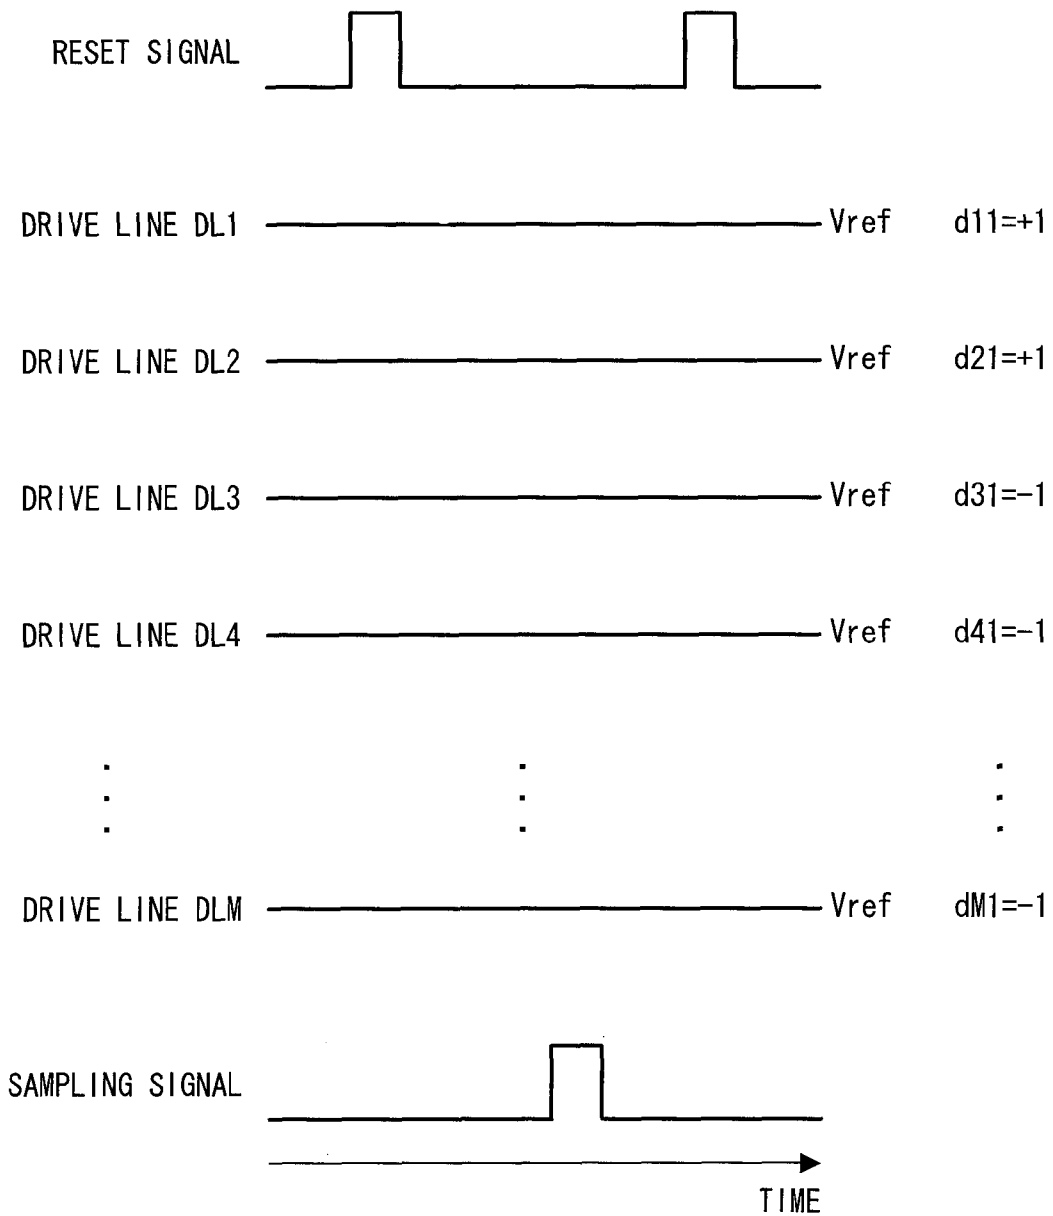 RESET SIGNAL
DRIVE LINE DL1 Vref d11=+1
DRIVE LINE DL2 Vref d21=+1
DRIVE LINE DL3 Vref d31=−1
DRIVE LINE DL4 Vref d41=−1
DRIVE LINE DLM Vref dM1=−1
SAMPLING SIGNAL
TIME